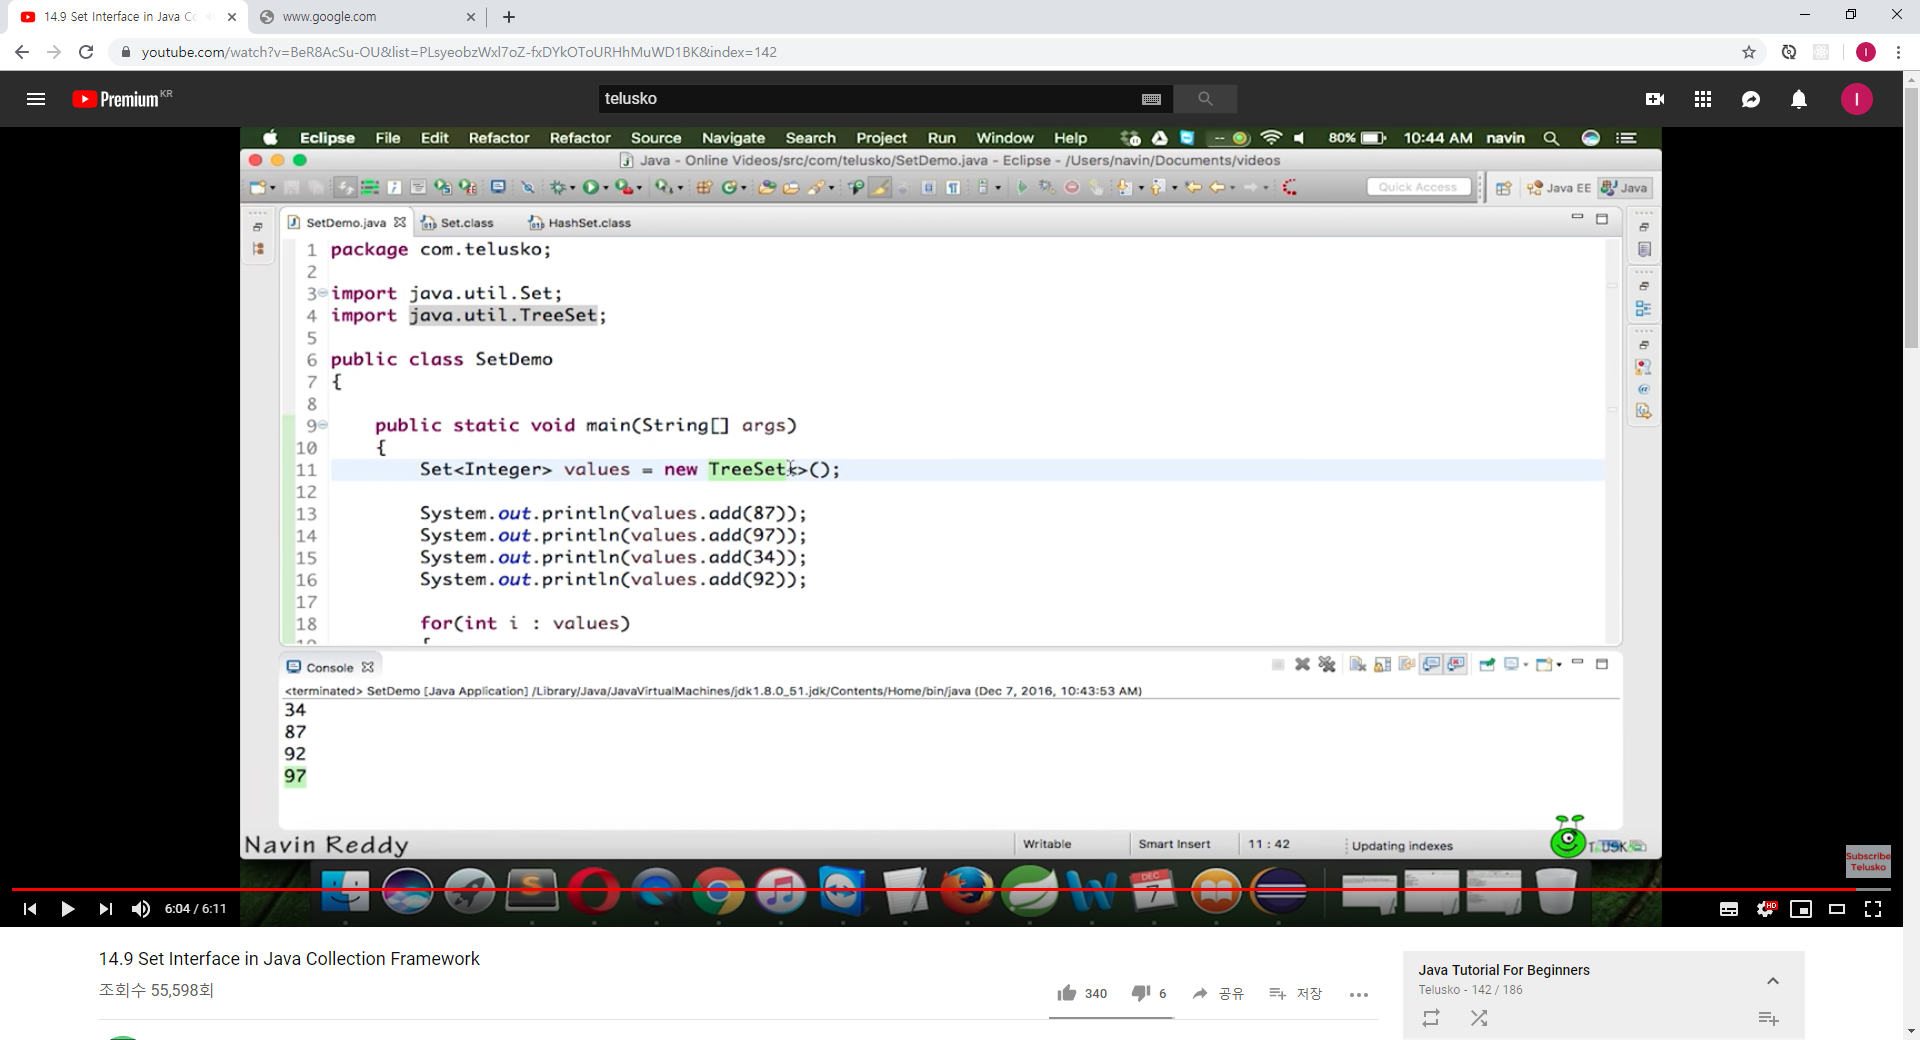 14.9 Set Interface in Java Co
www.google.com
youtube.com/watch?v=BeR8AcSu-OU&list=PLsyeobzWxl7oZ-fxDYkOToURHhMuWD1BK&index=142
Premium KR
telusko
Eclipse File Edit Refactor Refactor Source Navigate Search Project Run Window Help 80% 10:44 AM navin
Java - Online Videos/src/com/telusko/SetDemo.java - Eclipse - /Users/navin/Documents/videos
Quick Access Java EE Java
SetDemo.java Set.class HashSet.class
1 package com.telusko;
2
3 import java.util.Set;
4 import java.util.TreeSet;
5
6 public class SetDemo
7 {
8
9 public static void main(String[] args)
10 {
11 Set<Integer> values = new TreeSet<>();
12
13 System.out.println(values.add(87));
14 System.out.println(values.add(97));
15 System.out.println(values.add(34));
16 System.out.println(values.add(92));
17
18 for(int i : values)
Console
<terminated> SetDemo [Java Application] /Library/Java/JavaVirtualMachines/jdk1.8.0_51.jdk/Contents/Home/bin/java (Dec 7, 2016, 10:43:53 AM)
34
87
92
97
Navin Reddy
Writable Smart Insert 11 : 42 Updating indexes
Subscribe
Telusko
DEC
7
6:04 / 6:11
HD
14.9 Set Interface in Java Collection Framework
조회수 55,598회
340 6 공유 저장
Java Tutorial For Beginners
Telusko - 142 / 186